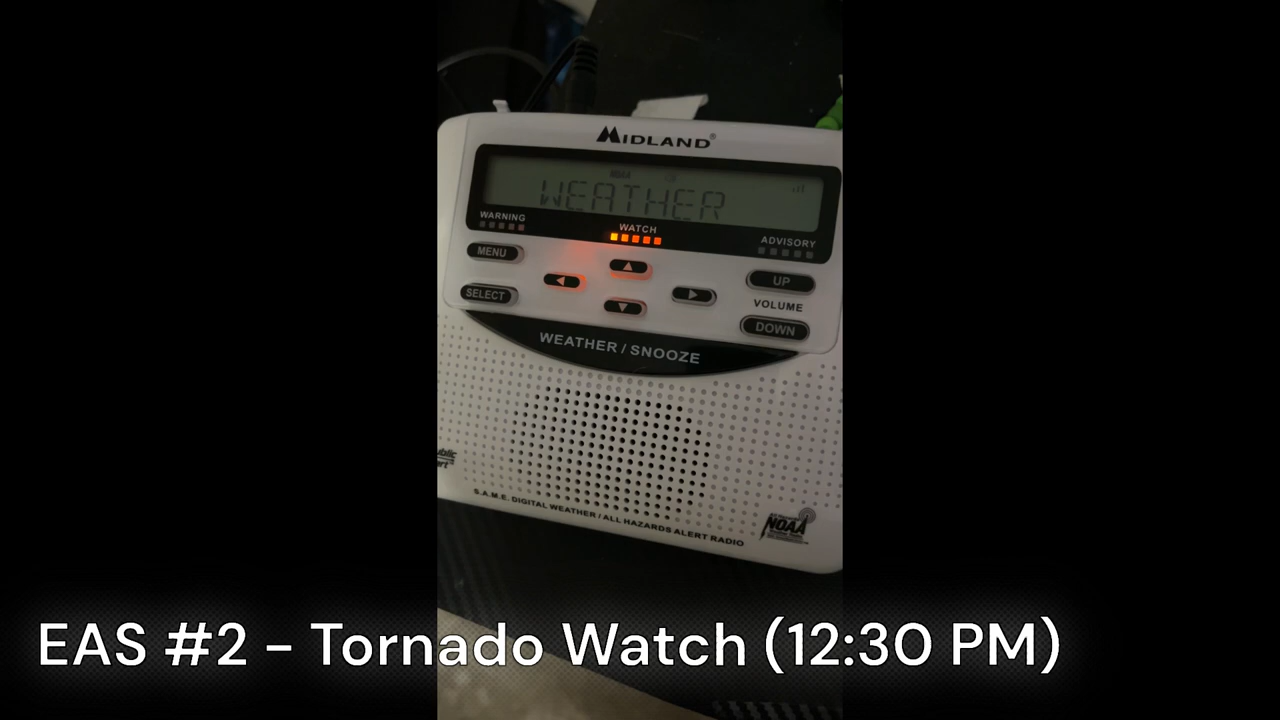 MIDLAND®
NOAA
WEATHER
WARNING
WATCH
ADVISORY
MENU
UP
SELECT
VOLUME
DOWN
WEATHER / SNOOZE
S.A.M.E. DIGITAL WEATHER / ALL HAZARDS ALERT RADIO
NOAA
EAS #2 - Tornado Watch (12:30 PM)